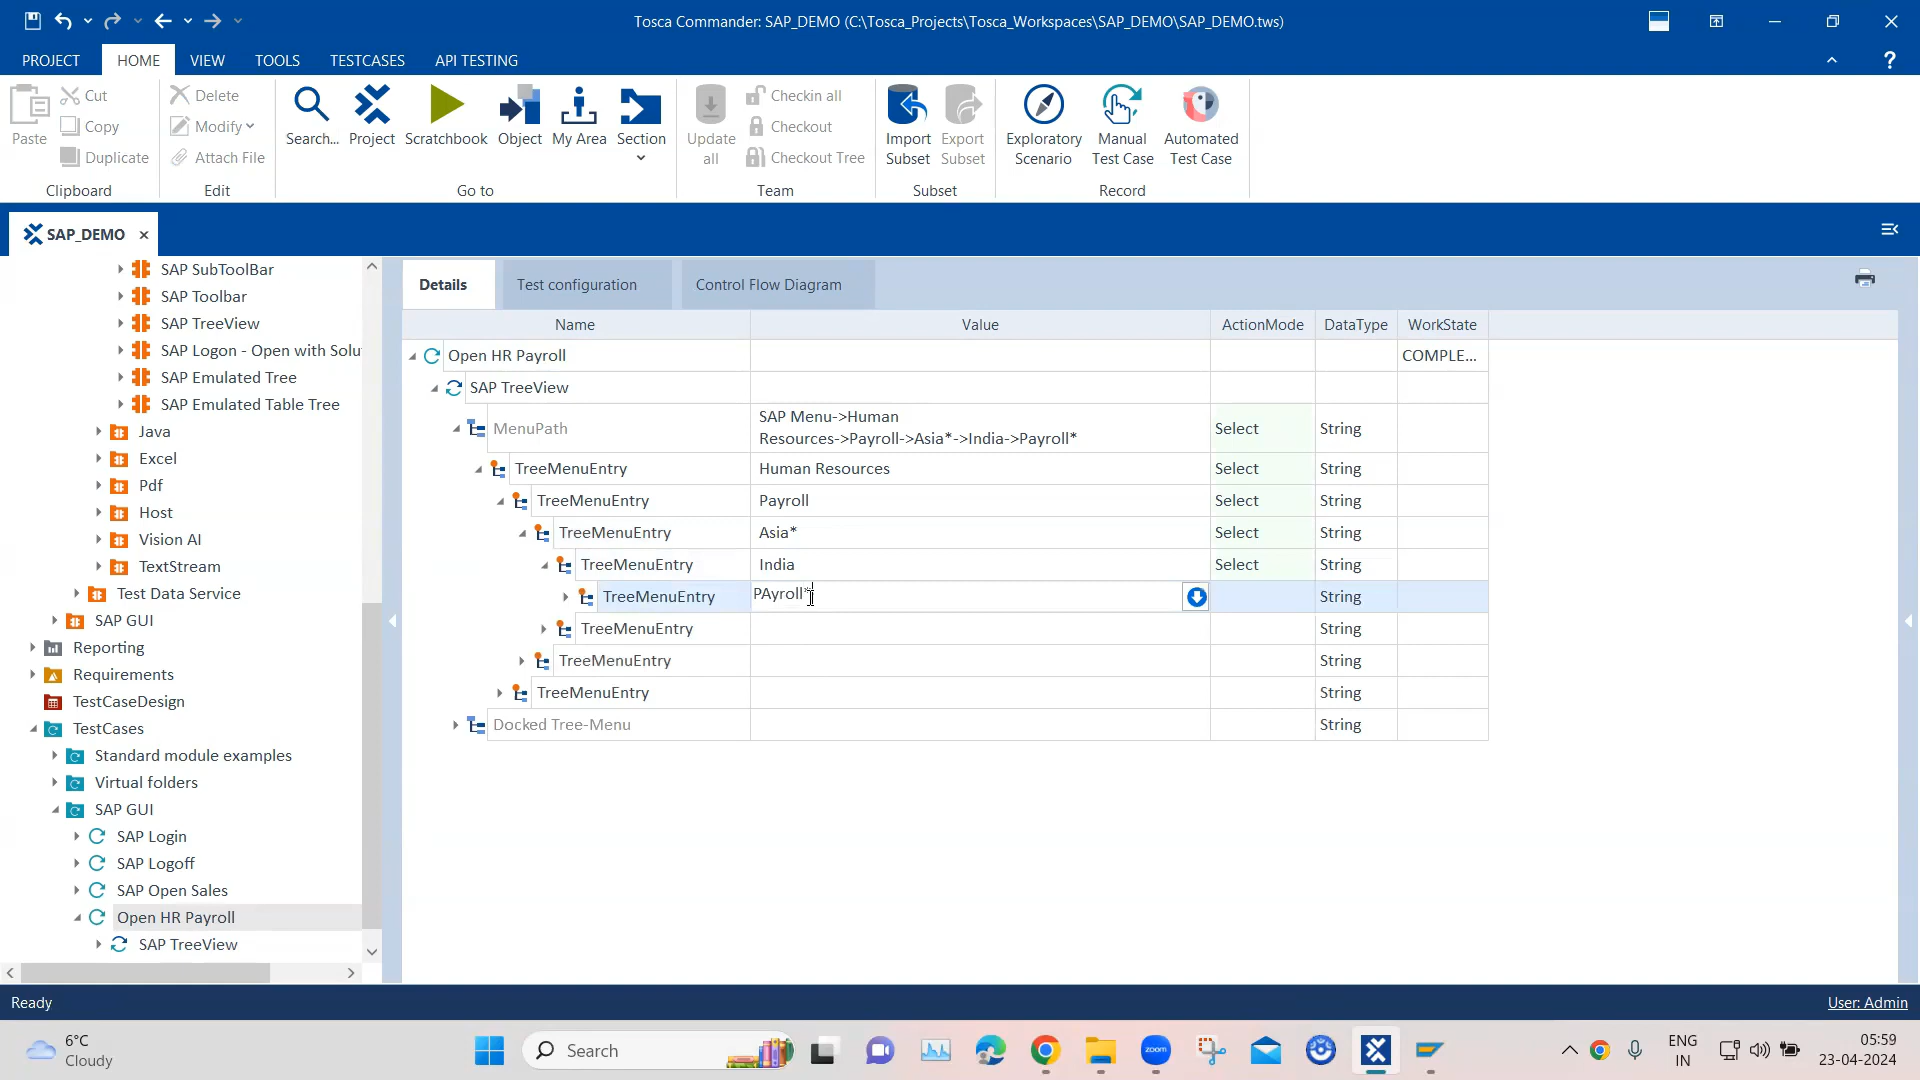 Tosca Commander: SAP_DEMO (C:\Tosca_Projects\Tosca_Workspaces\SAP_DEMO\SAP_DEMO.tws)
PROJECT HOME VIEW TOOLS TESTCASES API TESTING
Paste
Cut
Copy
Duplicate
Clipboard
Delete
Modify
Attach File
Edit
Search...
Project
Scratchbook
Object
My Area
Section
Go to
Update
all
Checkin all
Checkout
Checkout Tree
Team
Import
Subset
Export
Subset
Subset
Exploratory
Scenario
Manual
Test Case
Automated
Test Case
Record
SAP_DEMO
SAP SubToolBar
SAP Toolbar
SAP TreeView
SAP Logon - Open with Solu
SAP Emulated Tree
SAP Emulated Table Tree
Java
Excel
Pdf
Host
Vision AI
TextStream
Test Data Service
SAP GUI
Reporting
Requirements
TestCaseDesign
TestCases
Standard module examples
Virtual folders
SAP GUI
SAP Login
SAP Logoff
SAP Open Sales
Open HR Payroll
SAP TreeView
Details Test configuration Control Flow Diagram
Name Value ActionMode DataType WorkState
Open HR Payroll COMPLE...
SAP TreeView
MenuPath SAP Menu->Human
Resources->Payroll->Asia*->India->Payroll* Select String
TreeMenuEntry Human Resources Select String
TreeMenuEntry Payroll Select String
TreeMenuEntry Asia* Select String
TreeMenuEntry India Select String
TreeMenuEntry PAyroll* String
TreeMenuEntry String
TreeMenuEntry String
TreeMenuEntry String
Docked Tree-Menu String
Ready
User: Admin
6°C
Cloudy
Search
zoom
ENG
IN
05:59
23-04-2024